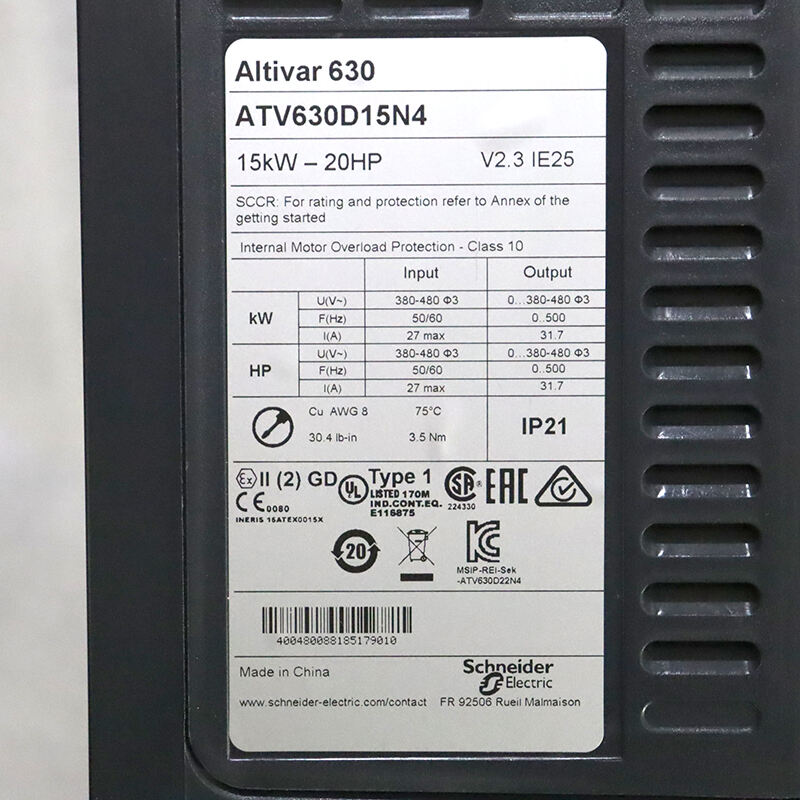 Altivar 630
ATV630D15N4
15kW – 20HP V2.3 IE25
SCCR: For rating and protection refer to Annex of the
getting started
Internal Motor Overload Protection - Class 10
Input Output
kW
U(V~) 380-480 Φ3 0...380-480 Φ3
F(Hz) 50/60 0..500
I(A) 27 max 31.7
HP
U(V~) 380-480 Φ3 0...380-480 Φ3
F(Hz) 50/60 0..500
I(A) 27 max 31.7
Cu AWG 8 75°C
30.4 lb-in 3.5 Nm
IP21
Ex II (2) GD
CE 0080
INERIS 16ATEX0015X
UL Type 1
LISTED 170M
IND.CONT.EQ.
E116875
SA ®
224330
EAC
20
MSIP-REI-Sek
-ATV630D22N4
400480088185179010
Made in China
Schneider
Electric
www.schneider-electric.com/contact FR 92506 Rueil Malmaison